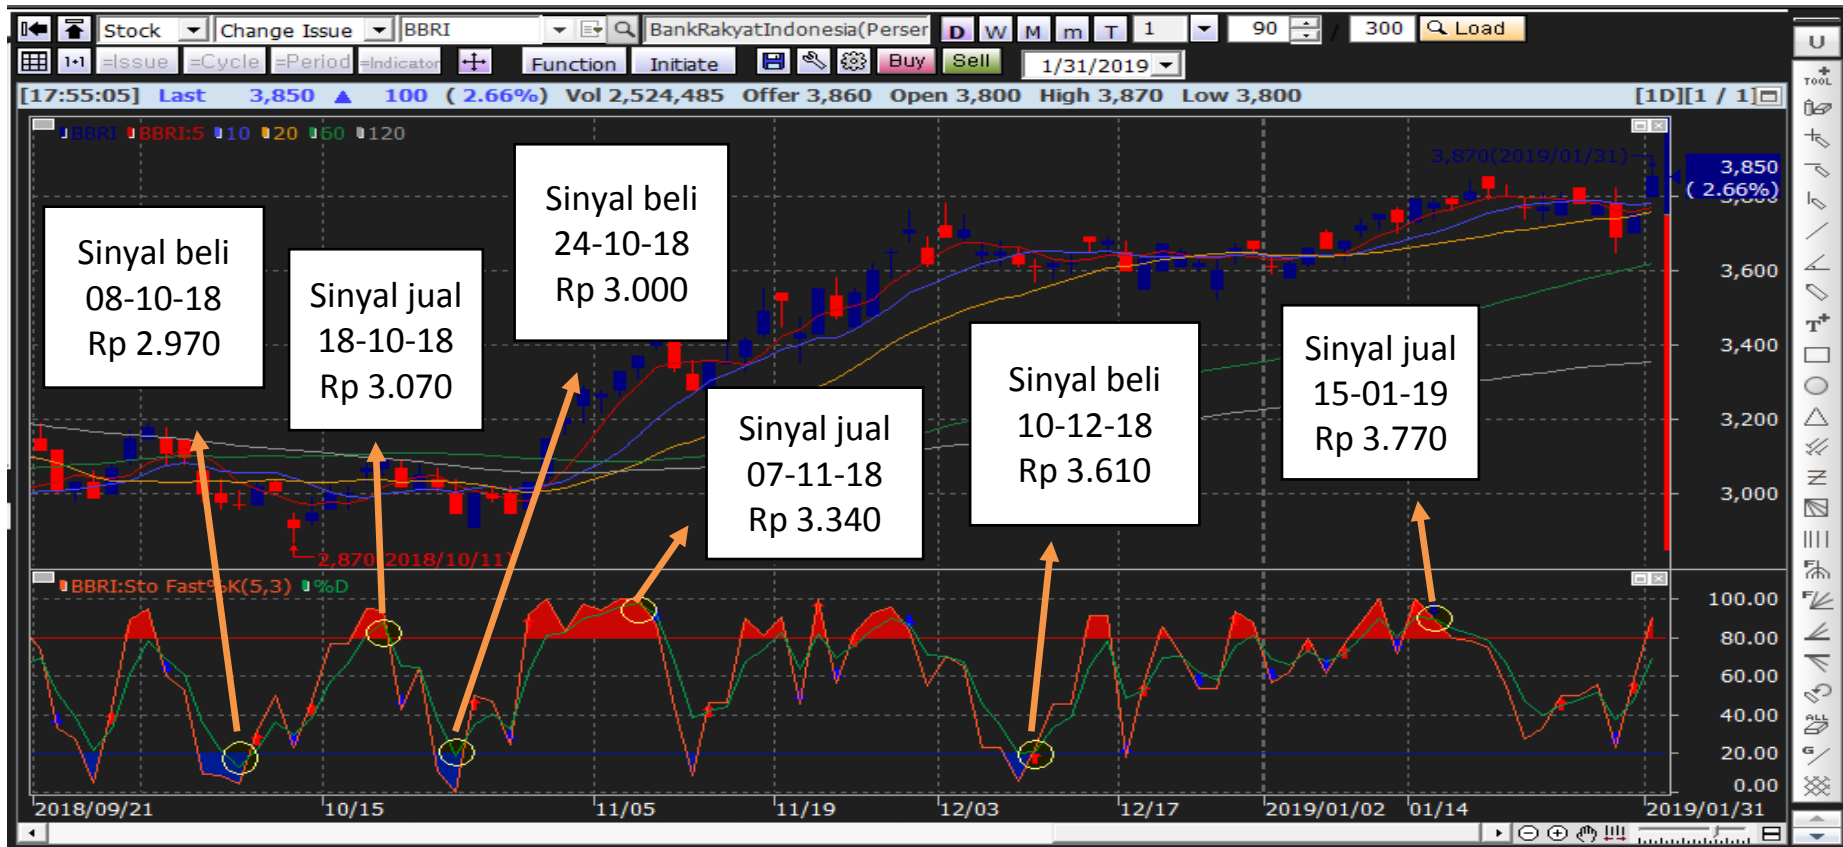 Stock Change Issue BBRI BankRakyatIndonesia(Perser D W M m T 1 90 / 300 Load
1+1 =Issue =Cycle =Period =Indicator Function Initiate Buy Sell 1/31/2019
[17:55:05] Last 3,850 ▲ 100 ( 2.66%) Vol 2,524,485 Offer 3,860 Open 3,800 High 3,870 Low 3,800 [1D][1 / 1]
BBRI BBRI:5 10 20 60 120
3,870(2019/01/31)
3,850
( 2.66%)
3,600
3,400
3,200
3,000
Sinyal beli
08-10-18
Rp 2.970
Sinyal jual
18-10-18
Rp 3.070
Sinyal beli
24-10-18
Rp 3.000
Sinyal jual
07-11-18
Rp 3.340
Sinyal beli
10-12-18
Rp 3.610
Sinyal jual
15-01-19
Rp 3.770
2,870(2018/10/11)
BBRI:Sto Fast%K(5,3) %D
100.00
80.00
60.00
40.00
20.00
0.00
2018/09/21 10/15 11/05 11/19 12/03 12/17 2019/01/02 01/14 2019/01/31
U
TOOL
T+
ALL